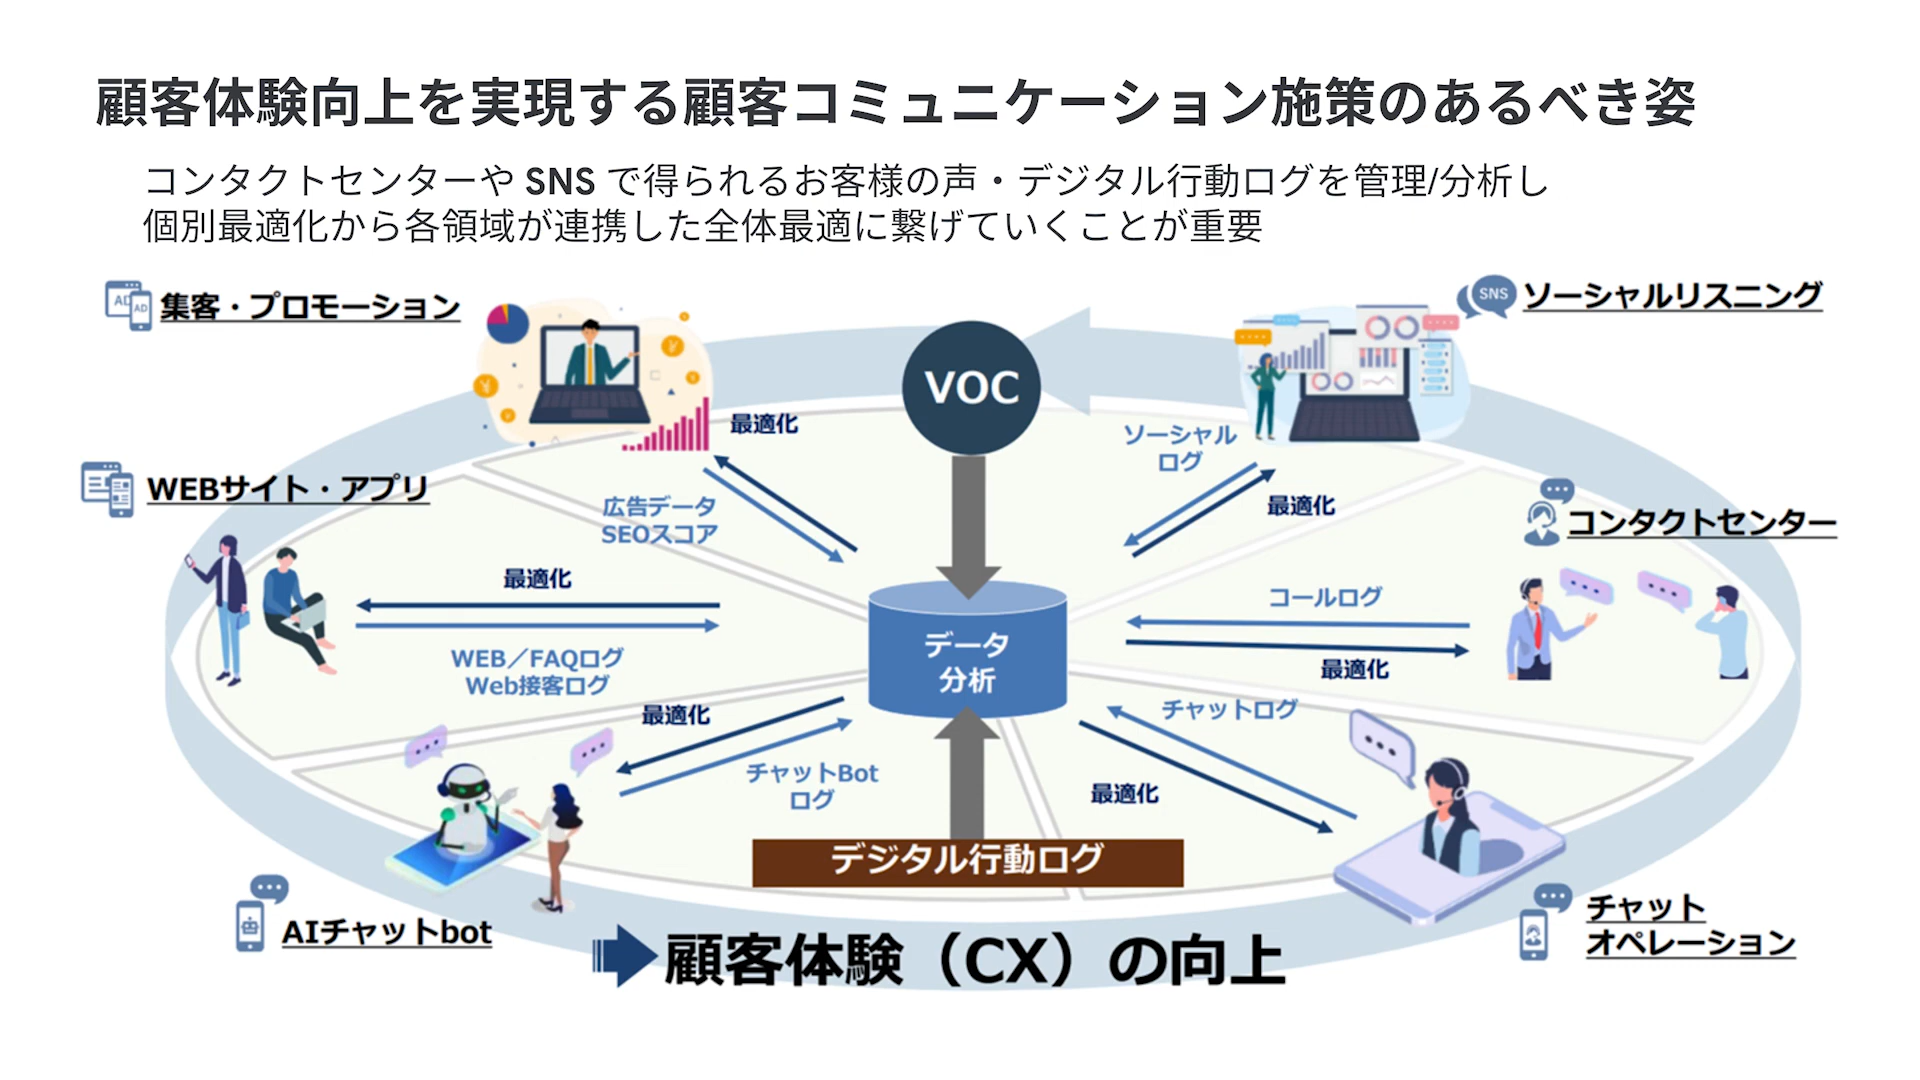 顧客体験向上を実現する顧客コミュニケーション施策のあるべき姿
コンタクトセンターや SNS で得られるお客様の声・デジタル行動ログを管理/分析し
個別最適化から各領域が連携した全体最適に繋げていくことが重要
AD
AD
集客・プロモーション
SNS
ソーシャルリスニング
VOC
最適化
広告データ
SEOスコア
ソーシャル
ログ
最適化
WEBサイト・アプリ
コンタクトセンター
最適化
WEB／FAQログ
Web接客ログ
コールログ
最適化
データ
分析
最適化
チャットBot
ログ
チャットログ
最適化
デジタル行動ログ
AIチャットbot
チャット
オペレーション
顧客体験（CX）の向上